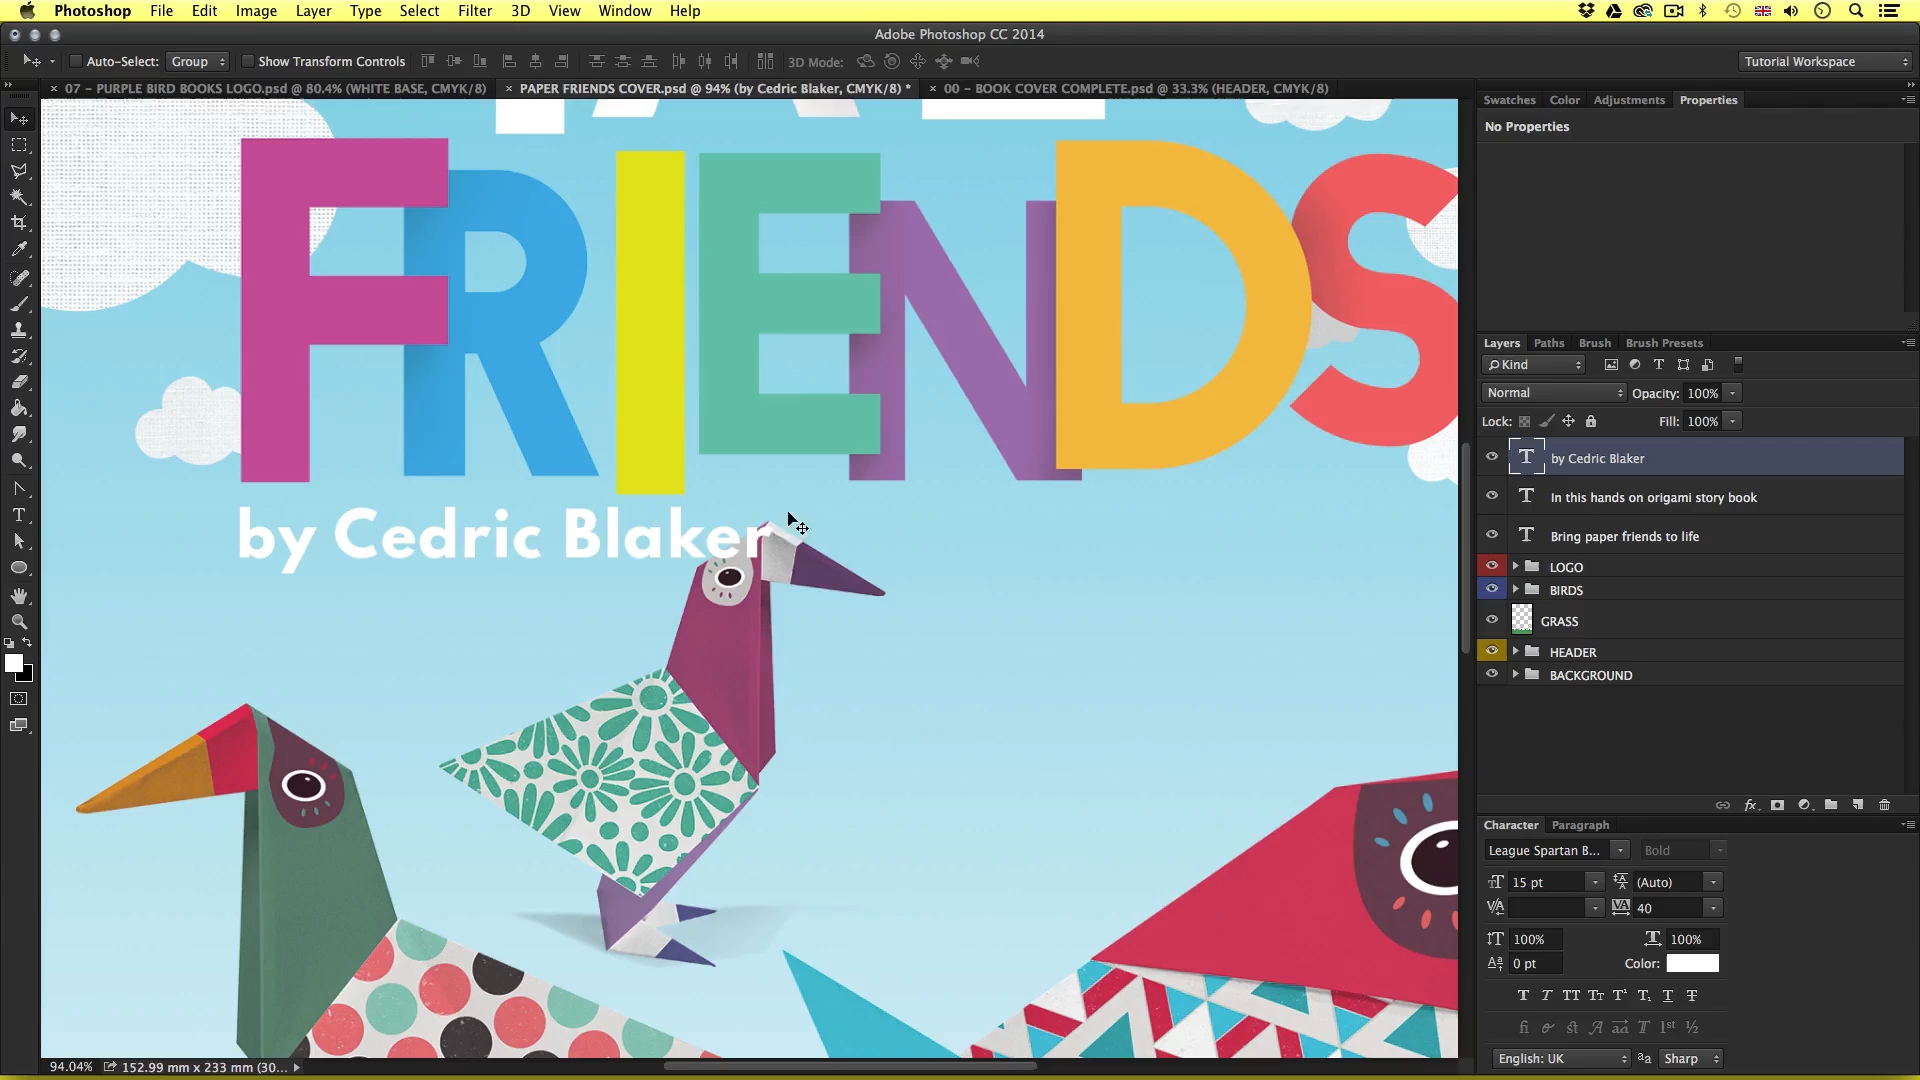 Photoshop File Edit Image Layer Type Select Filter 3D View Window Help
Adobe Photoshop CC 2014
Auto-Select: Group Show Transform Controls 3D Mode: Tutorial Workspace
07 - PURPLE BIRD BOOKS LOGO.psd @ 80.4% (WHITE BASE, CMYK/8)
PAPER FRIENDS COVER.psd @ 94% (by Cedric Blaker, CMYK/8) *
00 - BOOK COVER COMPLETE.psd @ 33.3% (HEADER, CMYK/8)
FRIENDS
by Cedric Blaker
Swatches Color Adjustments Properties
No Properties
Layers Paths Brush Brush Presets
Kind
Normal Opacity: 100%
Lock: Fill: 100%
by Cedric Blaker
In this hands on origami story book
Bring paper friends to life
LOGO
BIRDS
GRASS
HEADER
BACKGROUND
Character Paragraph
League Spartan B... Bold
15 pt (Auto)
40
100% 100%
0 pt Color:
English: UK Sharp
94.04% 152.99 mm x 233 mm (30...